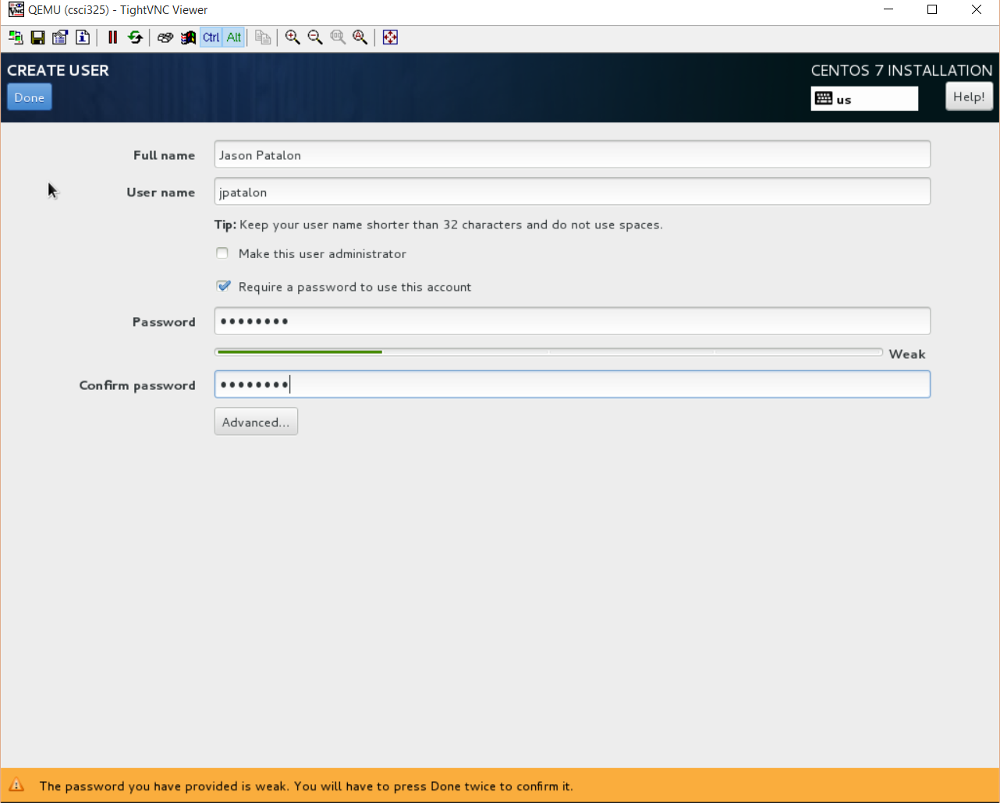 QEMU (csci325) - TightVNC Viewer
Ctrl Alt
CREATE USER
CENTOS 7 INSTALLATION
Done
us
Help!
Full name
Jason Patalon
User name
jpatalon
Tip: Keep your user name shorter than 32 characters and do not use spaces.
Make this user administrator
Require a password to use this account
Password
••••••••
Weak
Confirm password
••••••••
Advanced...
The password you have provided is weak. You will have to press Done twice to confirm it.